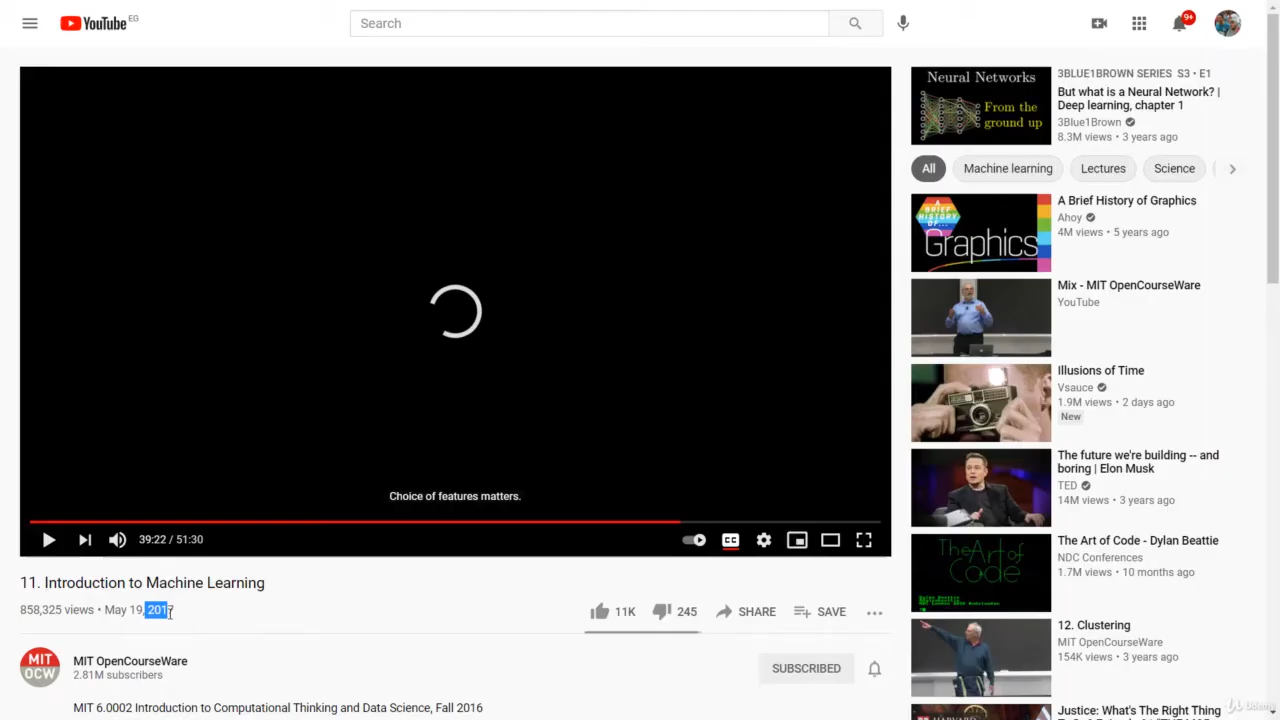 YouTube EG
Search
9+
Choice of features matters.
39:22 / 51:30
CC
11. Introduction to Machine Learning
858,325 views • May 19, 2017
11K
245
SHARE
SAVE
MIT
OCW
MIT OpenCourseWare
2.81M subscribers
SUBSCRIBED
MIT 6.0002 Introduction to Computational Thinking and Data Science, Fall 2016
Neural Networks
From the
ground up
3BLUE1BROWN SERIES S3 • E1
But what is a Neural Network? |
Deep learning, chapter 1
3Blue1Brown
8.3M views • 3 years ago
All
Machine learning
Lectures
Science
A
BRIEF
HISTORY
OF...
Graphics
A Brief History of Graphics
Ahoy
4M views • 5 years ago
Mix - MIT OpenCourseWare
YouTube
Illusions of Time
Vsauce
1.9M views • 2 days ago
New
The future we're building -- and
boring | Elon Musk
TED
14M views • 3 years ago
The Art of
Code
The Art of Code - Dylan Beattie
NDC Conferences
1.7M views • 10 months ago
12. Clustering
MIT OpenCourseWare
154K views • 3 years ago
HARVARD
Justice: What's The Right Thing
Udemy